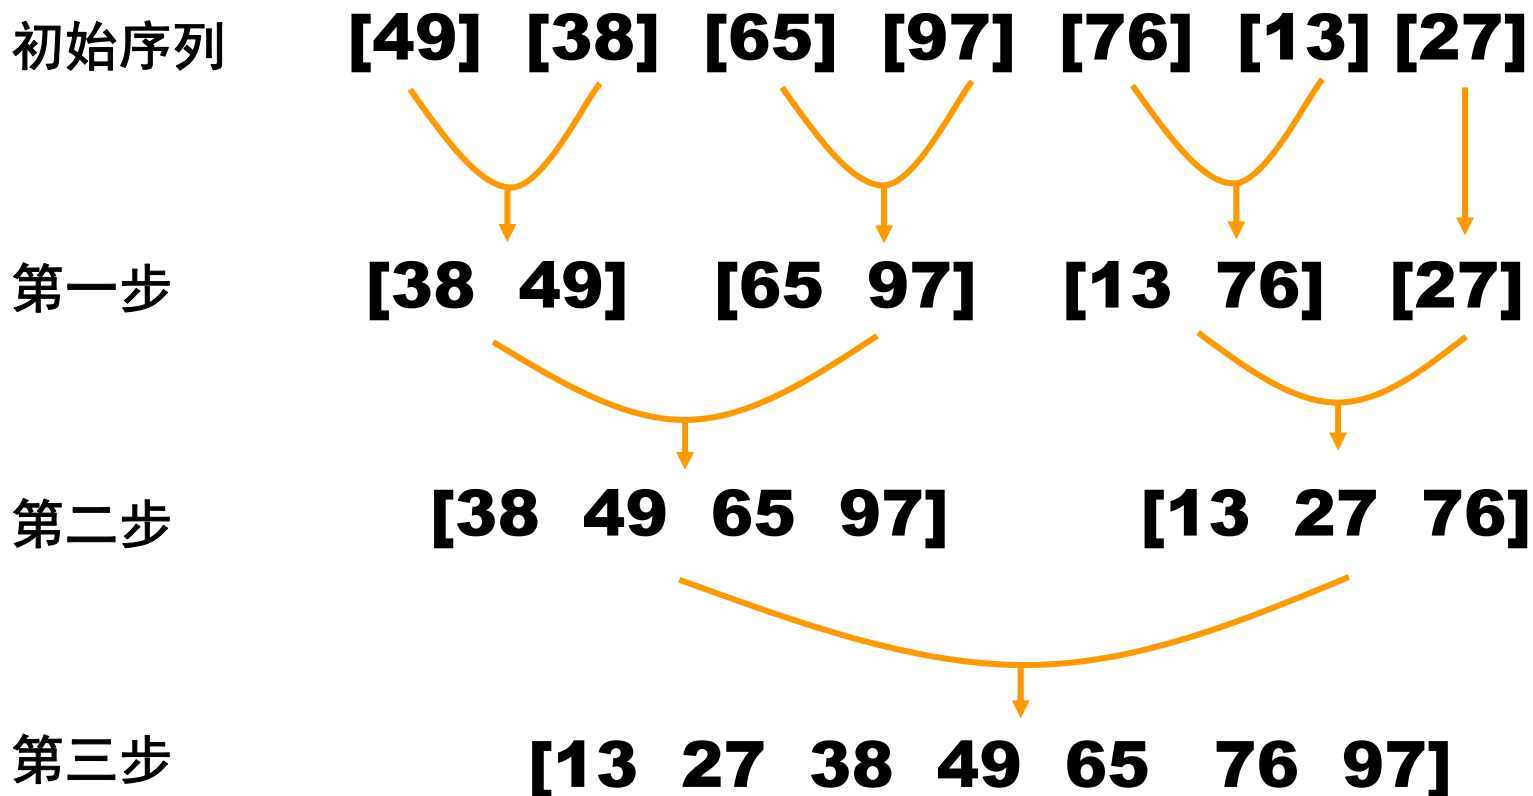 初始序列 [49] [38] [65] [97] [76] [13] [27]
第一步 [38 49] [65 97] [13 76] [27]
第二步 [38 49 65 97] [13 27 76]
第三步 [13 27 38 49 65 76 97]